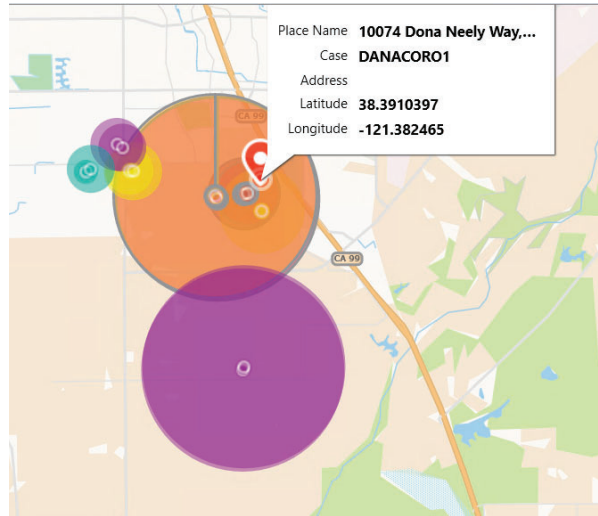 Place Name 10074 Dona Neely Way,...
Case DANACORO1
Address
Latitude 38.3910397
Longitude -121.382465
CA 99
CA 99